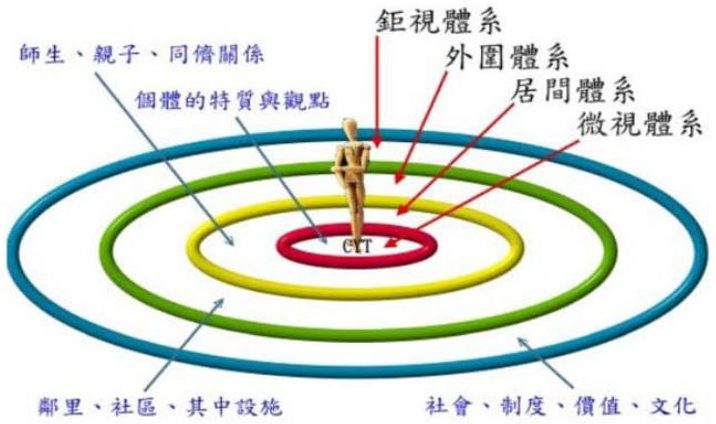 鉅視體系
師生、親子、同儕關係
外圍體系
個體的特質與觀點
居間體系
微視體系
CYT
鄰里、社區、其中設施
社會、制度、價值、文化